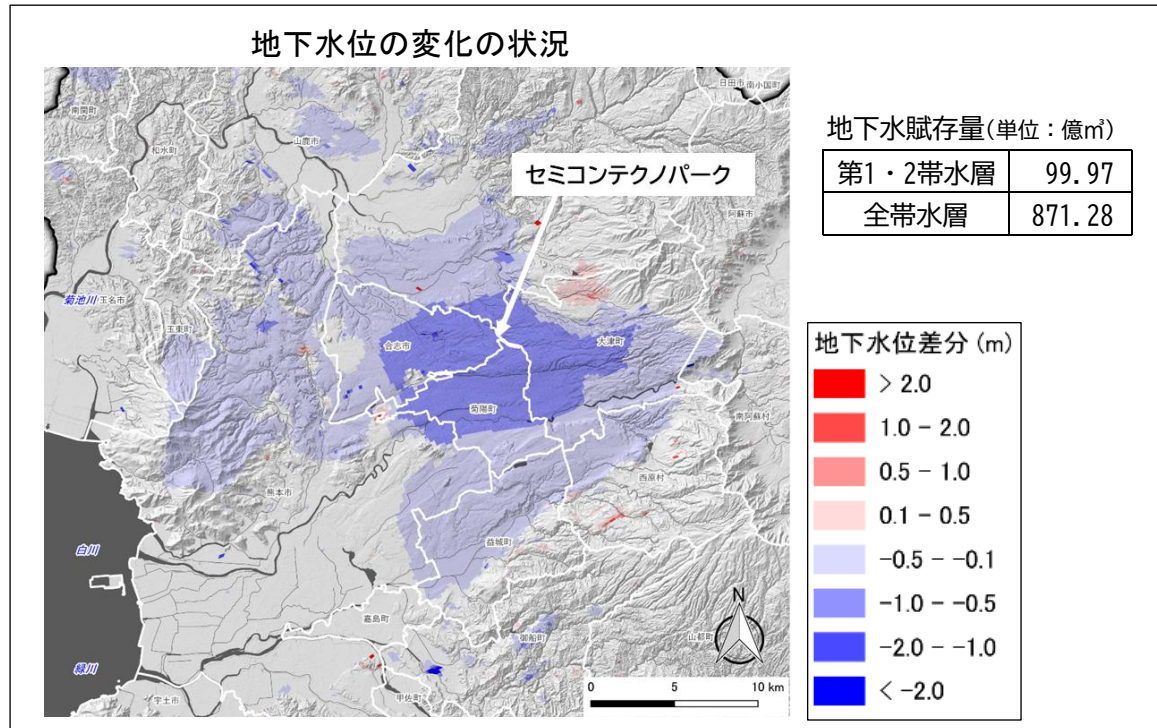 地下水位の変化の状況
日田市
南小国町
南関町
和水町
山鹿市
セミコンテクノパーク
阿蘇市
菊池川
玉名市
玉東町
合志市
大津町
菊陽町
南阿蘇村
熊本市
西原村
白川
益城町
嘉島町
御船町
山都町
緑川
宇土市
甲佐町
N
0 5 10 km
地下水賦存量(単位:億㎥)
第1・2帯水層 99.97
全帯水層 871.28
地下水位差分 (m)
> 2.0
1.0 − 2.0
0.5 − 1.0
0.1 − 0.5
−0.5 − −0.1
−1.0 − −0.5
−2.0 − −1.0
< −2.0